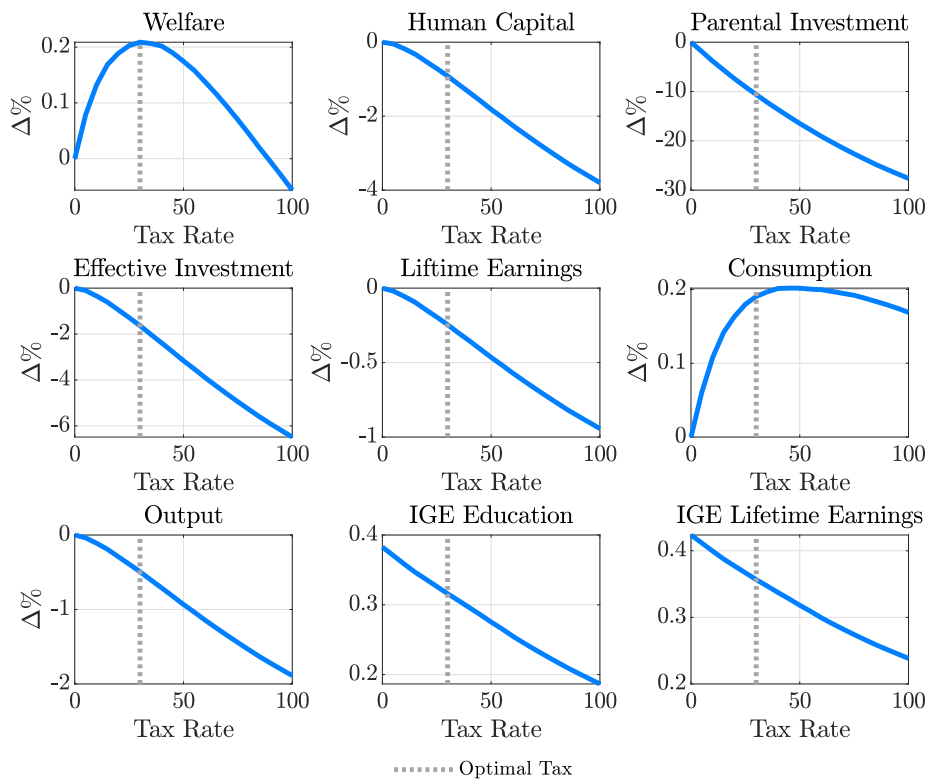 Welfare
Human Capital
Parental Investment
0.2
0.1
0
Δ%
0 50 100
Tax Rate
0
-2
-4
Δ%
0 50 100
Tax Rate
0
-10
-20
-30
Δ%
0 50 100
Tax Rate
Effective Investment
Liftime Earnings
Consumption
0
-2
-4
-6
Δ%
0 50 100
Tax Rate
0
-0.5
-1
Δ%
0 50 100
Tax Rate
0.2
0.1
0
Δ%
0 50 100
Tax Rate
Output
IGE Education
IGE Lifetime Earnings
0
-1
-2
Δ%
0 50 100
Tax Rate
0.4
0.3
0.2
0 50 100
Tax Rate
0.4
0.3
0.2
0 50 100
Tax Rate
Optimal Tax